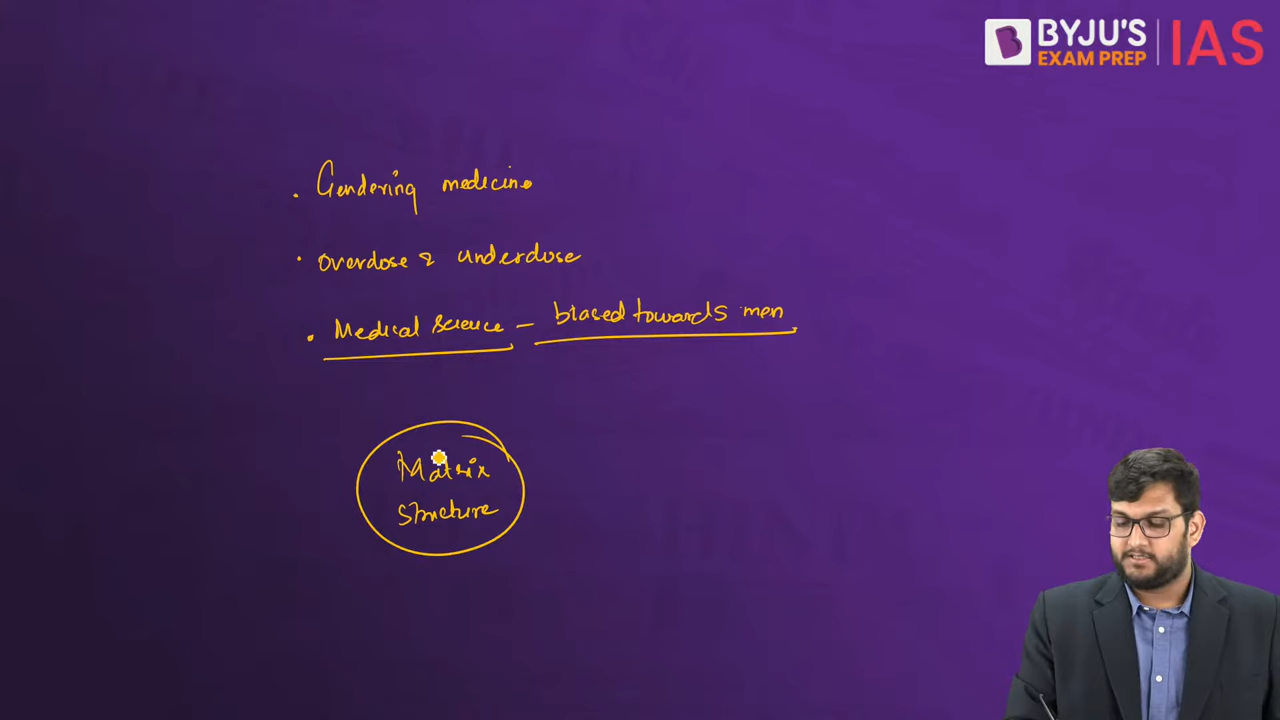 BYJU'S
EXAM PREP
IAS
. Gendering medicine
. Overdose & underdose
. Medical science - biased towards men
Matrix
structure